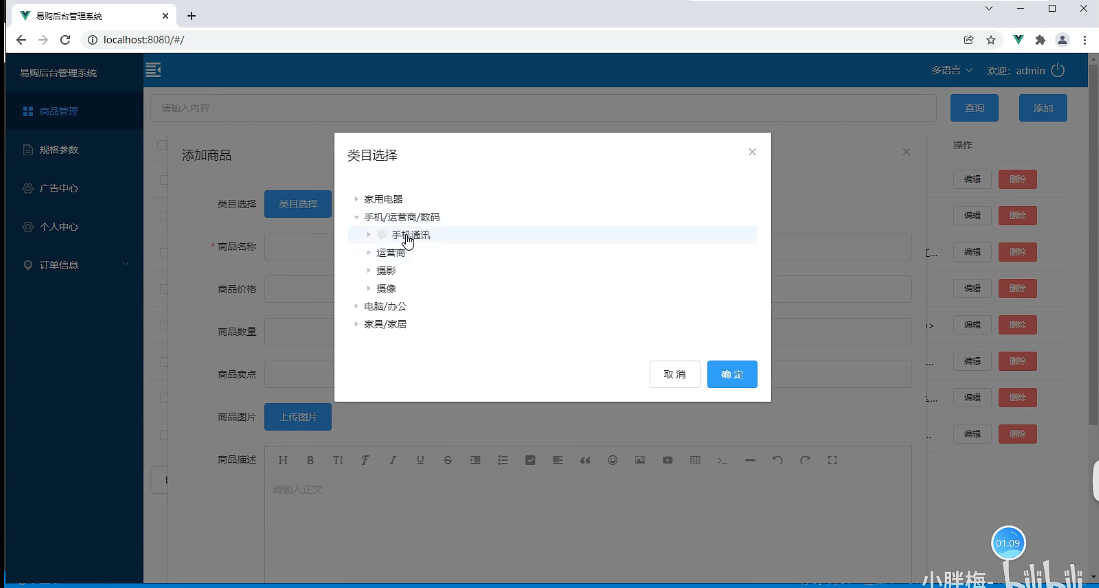 易购后台管理系统
localhost:8080/#/
易购后台管理系统
多语言
欢迎: admin
商品管理
规格参数
广告中心
个人中心
订单信息
请输入内容
查询
添加
操作
添加商品
类目选择
类目选择
* 商品名称
商品价格
商品数量
商品卖点
商品图片
上传图片
商品描述
请输入正文
类目选择
家用电器
手机/运营商/数码
手机通讯
运营商
摄影
摄像
电脑/办公
家具/家居
取 消
确 定
编辑
删除
编辑
删除
编辑
删除
编辑
删除
编辑
删除
编辑
删除
编辑
删除
编辑
删除
01:09
小胖梅-
bilibili